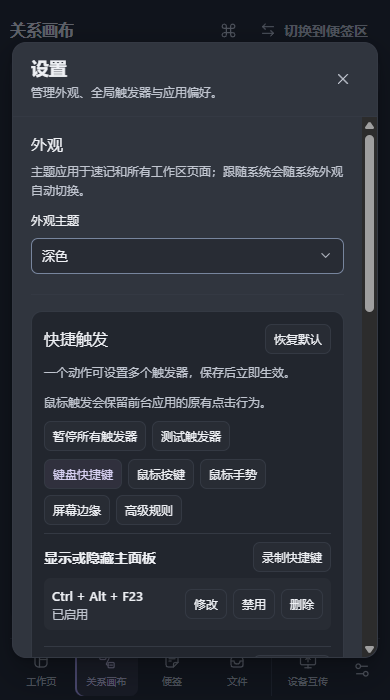 关系画布
切换到便签区
设置
管理外观、全局触发器与应用偏好。
外观
主题应用于速记和所有工作区页面；跟随系统会随系统外观
自动切换。
外观主题
深色
快捷触发
恢复默认
一个动作可设置多个触发器，保存后立即生效。
鼠标触发会保留前台应用的原有点击行为。
暂停所有触发器
测试触发器
键盘快捷键
鼠标按键
鼠标手势
屏幕边缘
高级规则
显示或隐藏主面板
录制快捷键
Ctrl + Alt + F23
已启用
修改
禁用
删除
工作页
关系画布
便签
文件
设备互传